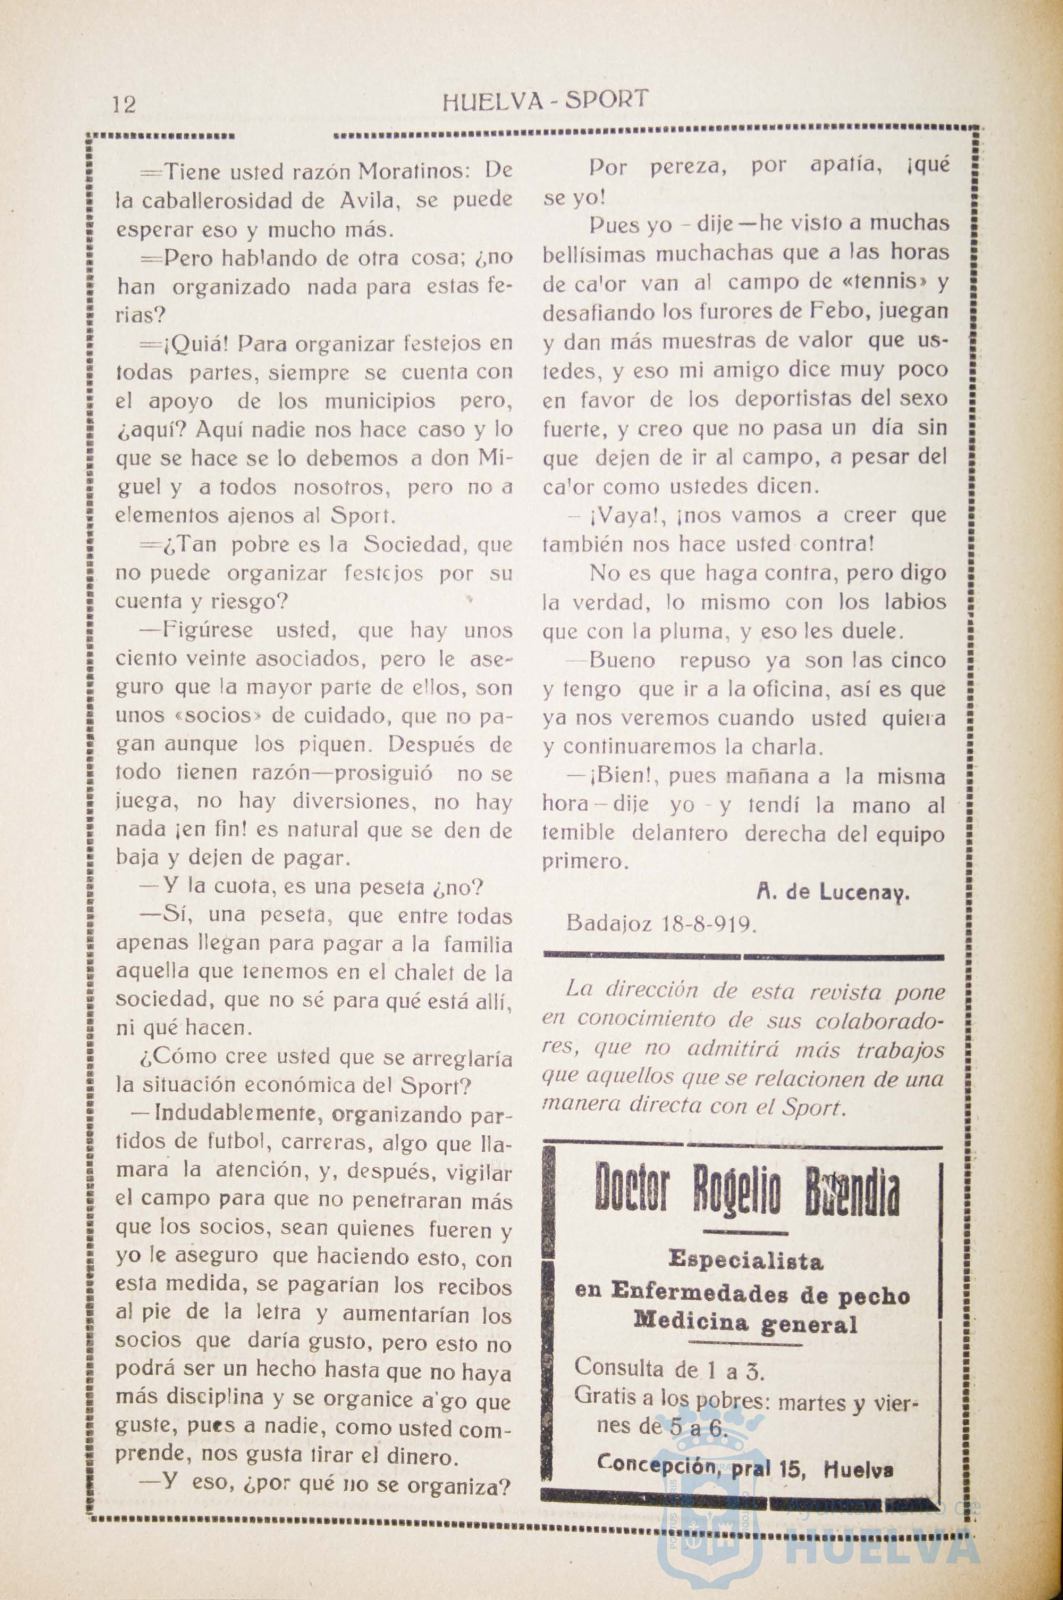 12
HUELVA - SPORT
=Tiene usted razón Moratinos: De
la caballerosidad de Avila, se puede
esperar eso y mucho más.
=Pero hablando de otra cosa; ¿no
han organizado nada para estas fe-
rias?
=¡Quiá! Para organizar festejos en
todas partes, siempre se cuenta con
el apoyo de los municipios pero,
¿aquí? Aquí nadie nos hace caso y lo
que se hace se lo debemos a don Mi-
guel y a todos nosotros, pero no a
elementos ajenos al Sport.
=¿Tan pobre es la Sociedad, que
no puede organizar festejos por su
cuenta y riesgo?
—Figúrese usted, que hay unos
ciento veinte asociados, pero le ase-
guro que la mayor parte de ellos, son
unos «socios» de cuidado, que no pa-
gan aunque los piquen. Después de
todo tienen razón—prosiguió no se
juega, no hay diversiones, no hay
nada ¡en fin! es natural que se den de
baja y dejen de pagar.
—Y la cuota, es una peseta ¿no?
—Sí, una peseta, que entre todas
apenas llegan para pagar a la familia
aquella que tenemos en el chalet de la
sociedad, que no sé para qué está allí,
ni qué hacen.
¿Cómo cree usted que se arreglaría
la situación económica del Sport?
—Indudablemente, organizando par-
tidos de futbol, carreras, algo que lla-
mara la atención, y, después, vigilar
el campo para que no penetraran más
que los socios, sean quienes fueren y
yo le aseguro que haciendo esto, con
esta medida, se pagarían los recibos
al pie de la letra y aumentarían los
socios que daría gusto, pero esto no
podrá ser un hecho hasta que no haya
más disciplina y se organice a'go que
guste, pues a nadie, como usted com-
prende, nos gusta tirar el dinero.
—Y eso, ¿por qué no se organiza?
Por pereza, por apatía, ¡qué
se yo!
Pues yo - dije—he visto a muchas
bellísimas muchachas que a las horas
de ca'or van al campo de «tennis» y
desafiando los furores de Febo, juegan
y dan más muestras de valor que us-
tedes, y eso mi amigo dice muy poco
en favor de los deportistas del sexo
fuerte, y creo que no pasa un día sin
que dejen de ir al campo, a pesar del
ca'or como ustedes dicen.
– ¡Vaya!, ¡nos vamos a creer que
también nos hace usted contra!
No es que haga contra, pero digo
la verdad, lo mismo con los labios
que con la pluma, y eso les duele.
—Bueno repuso ya son las cinco
y tengo que ir a la oficina, así es que
ya nos veremos cuando usted quiera
y continuaremos la charla.
—¡Bien!, pues mañana a la misma
hora—dije yo - y tendí la mano al
temible delantero derecha del equipo
primero.
A. de Lucenay.
Badajoz 18-8-919.
La dirección de esta revista pone
en conocimiento de sus colaborado-
res, que no admitirá más trabajos
que aquellos que se relacionen de una
manera directa con el Sport.
Doctor Rogelio Buendia
Especialista
en Enfermedades de pecho
Medicina general
Consulta de 1 a 3.
Gratis a los pobres: martes y vier-
nes de 5 a 6.
Concepción, pral 15, Huelva
Ayuntamiento de
HUELVA